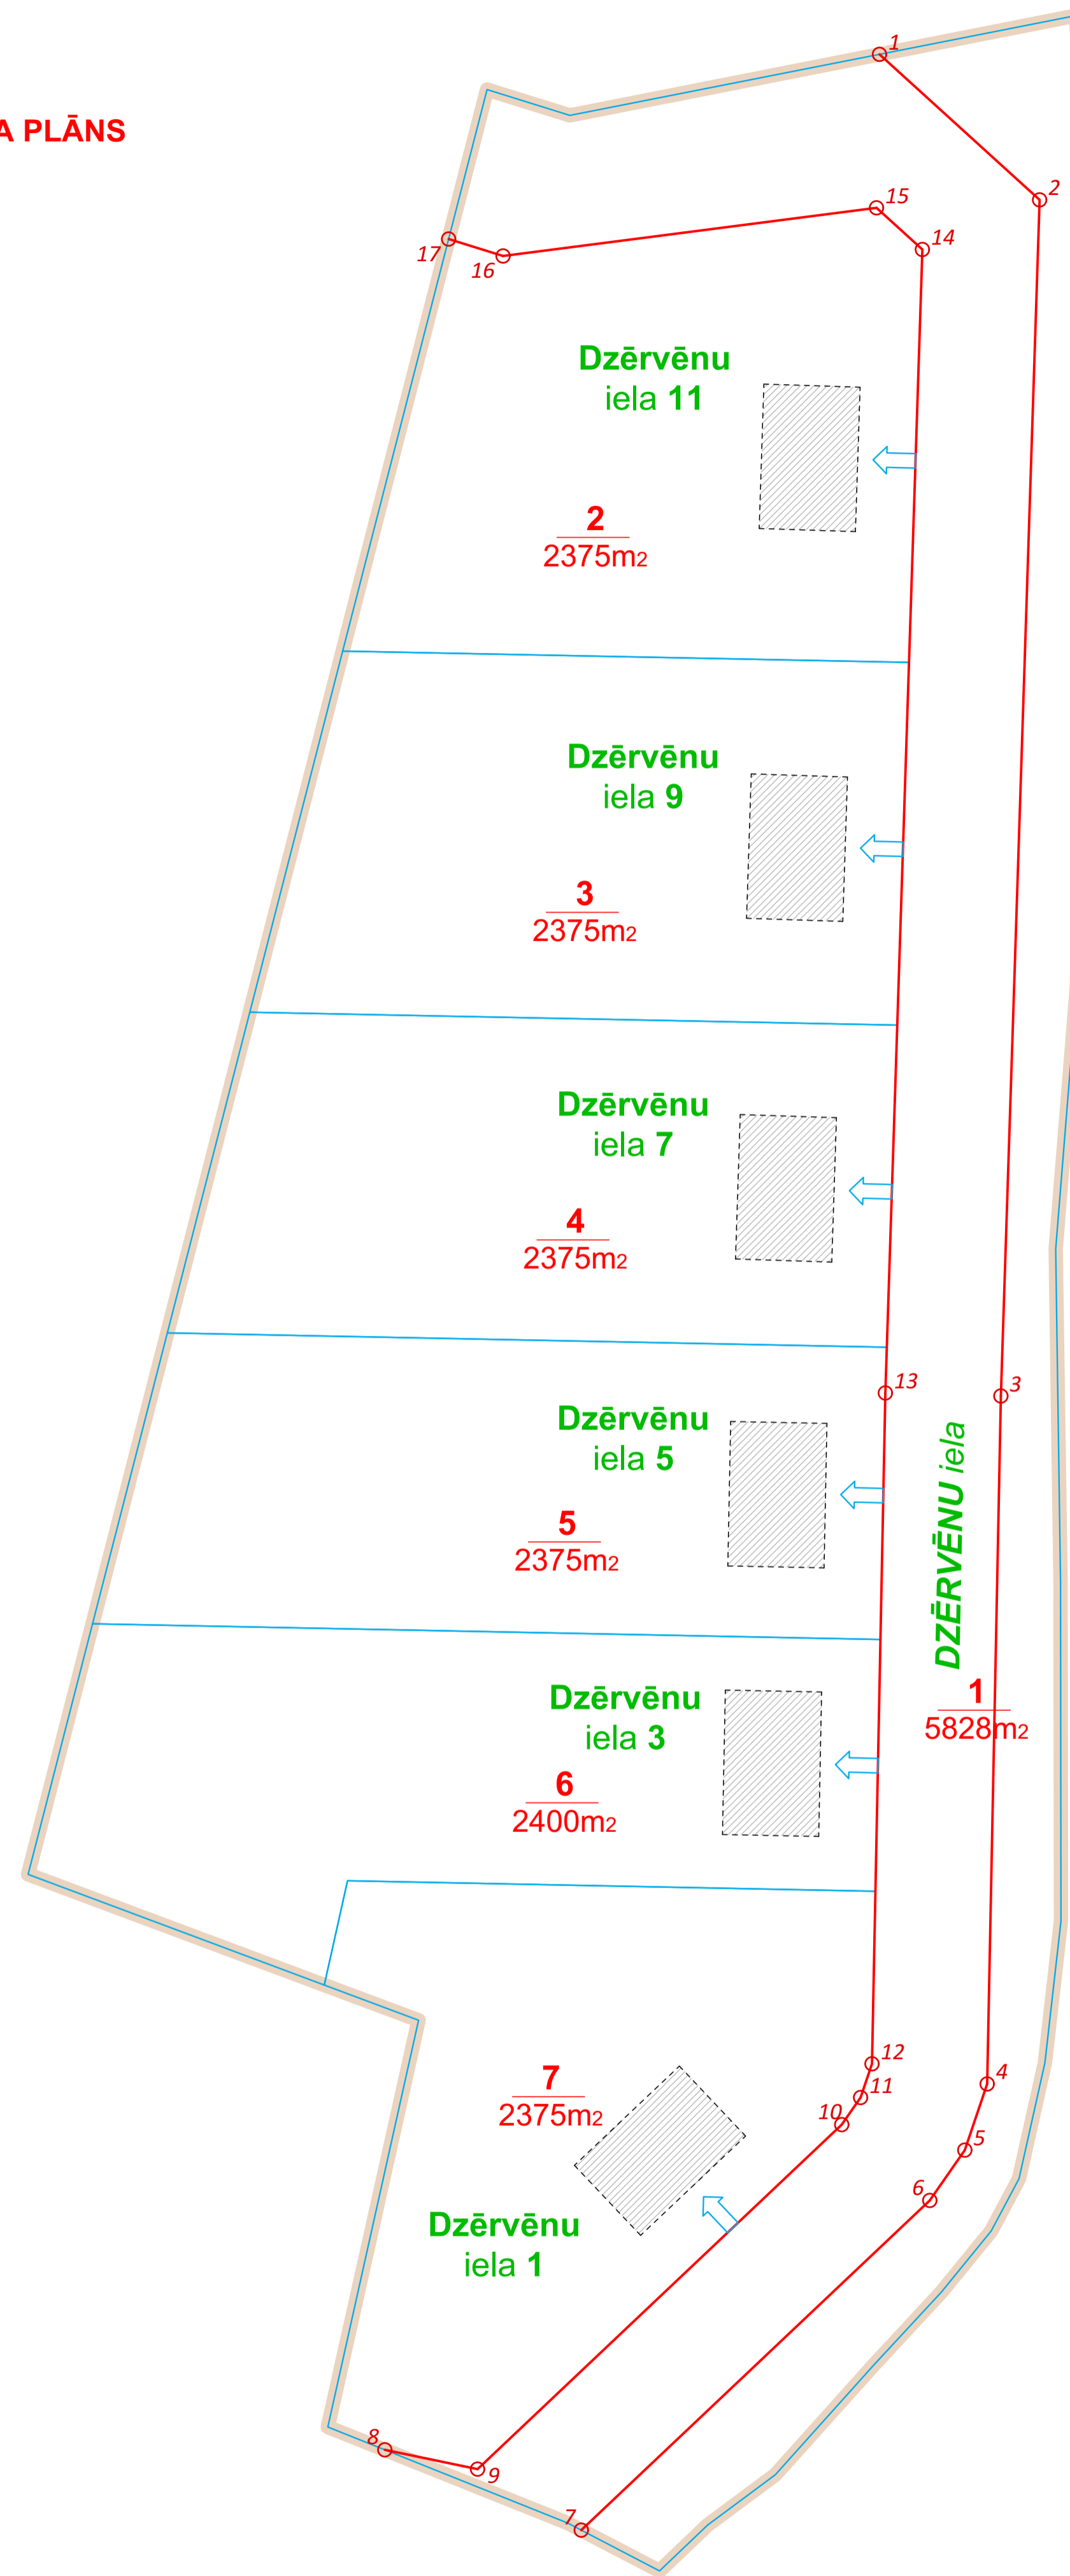 1
A PLĀNS
2
15
14
17
16
Dzērvēnu
iela 11
2
2375m2
Dzērvēnu
iela 9
3
2375m2
Dzērvēnu
iela 7
4
2375m2
13
3
Dzērvēnu
iela 5
DZĒRVĒNU iela
5
2375m2
Dzērvēnu
iela 3
1
5828m2
6
2400m2
12
4
11
7
2375m2
10
5
6
Dzērvēnu
iela 1
8
9
7